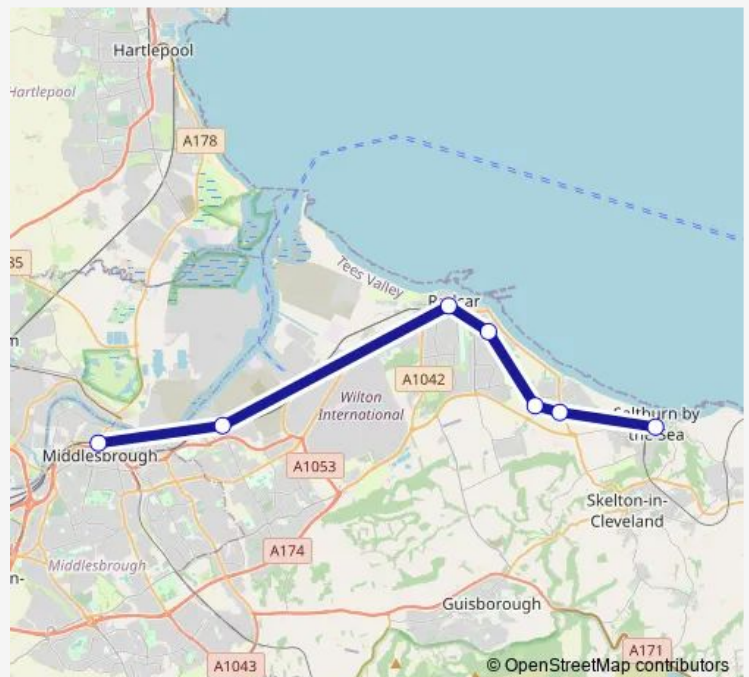 Hartlepool
Hartlepool
A178
Tees Valley
A1042
Wilton
International
Middlesbrough
A1053
Saltburn by
the Sea
Skelton-in-
Cleveland
A174
Middlesbrough
Guisborough
A1043
A171
© OpenStreetMap contributors